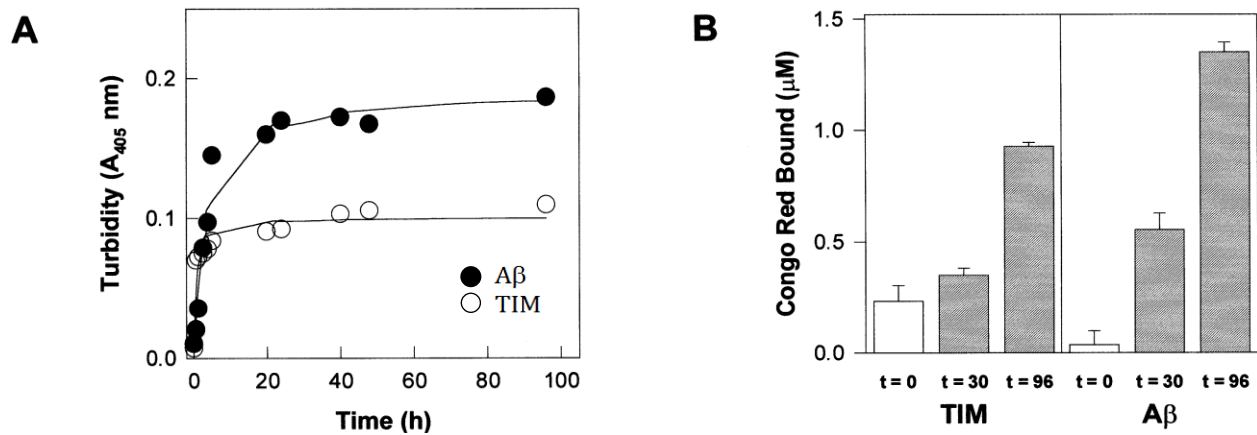 A
Turbidity (A405 nm)
0.2
0.1
0.0
Aβ
TIM
0 20 40 60 80 100
Time (h)
B
Congo Red Bound (μM)
1.5
1.0
0.5
0.0
t = 0 t = 30 t = 96 t = 0 t = 30 t = 96
TIM Aβ